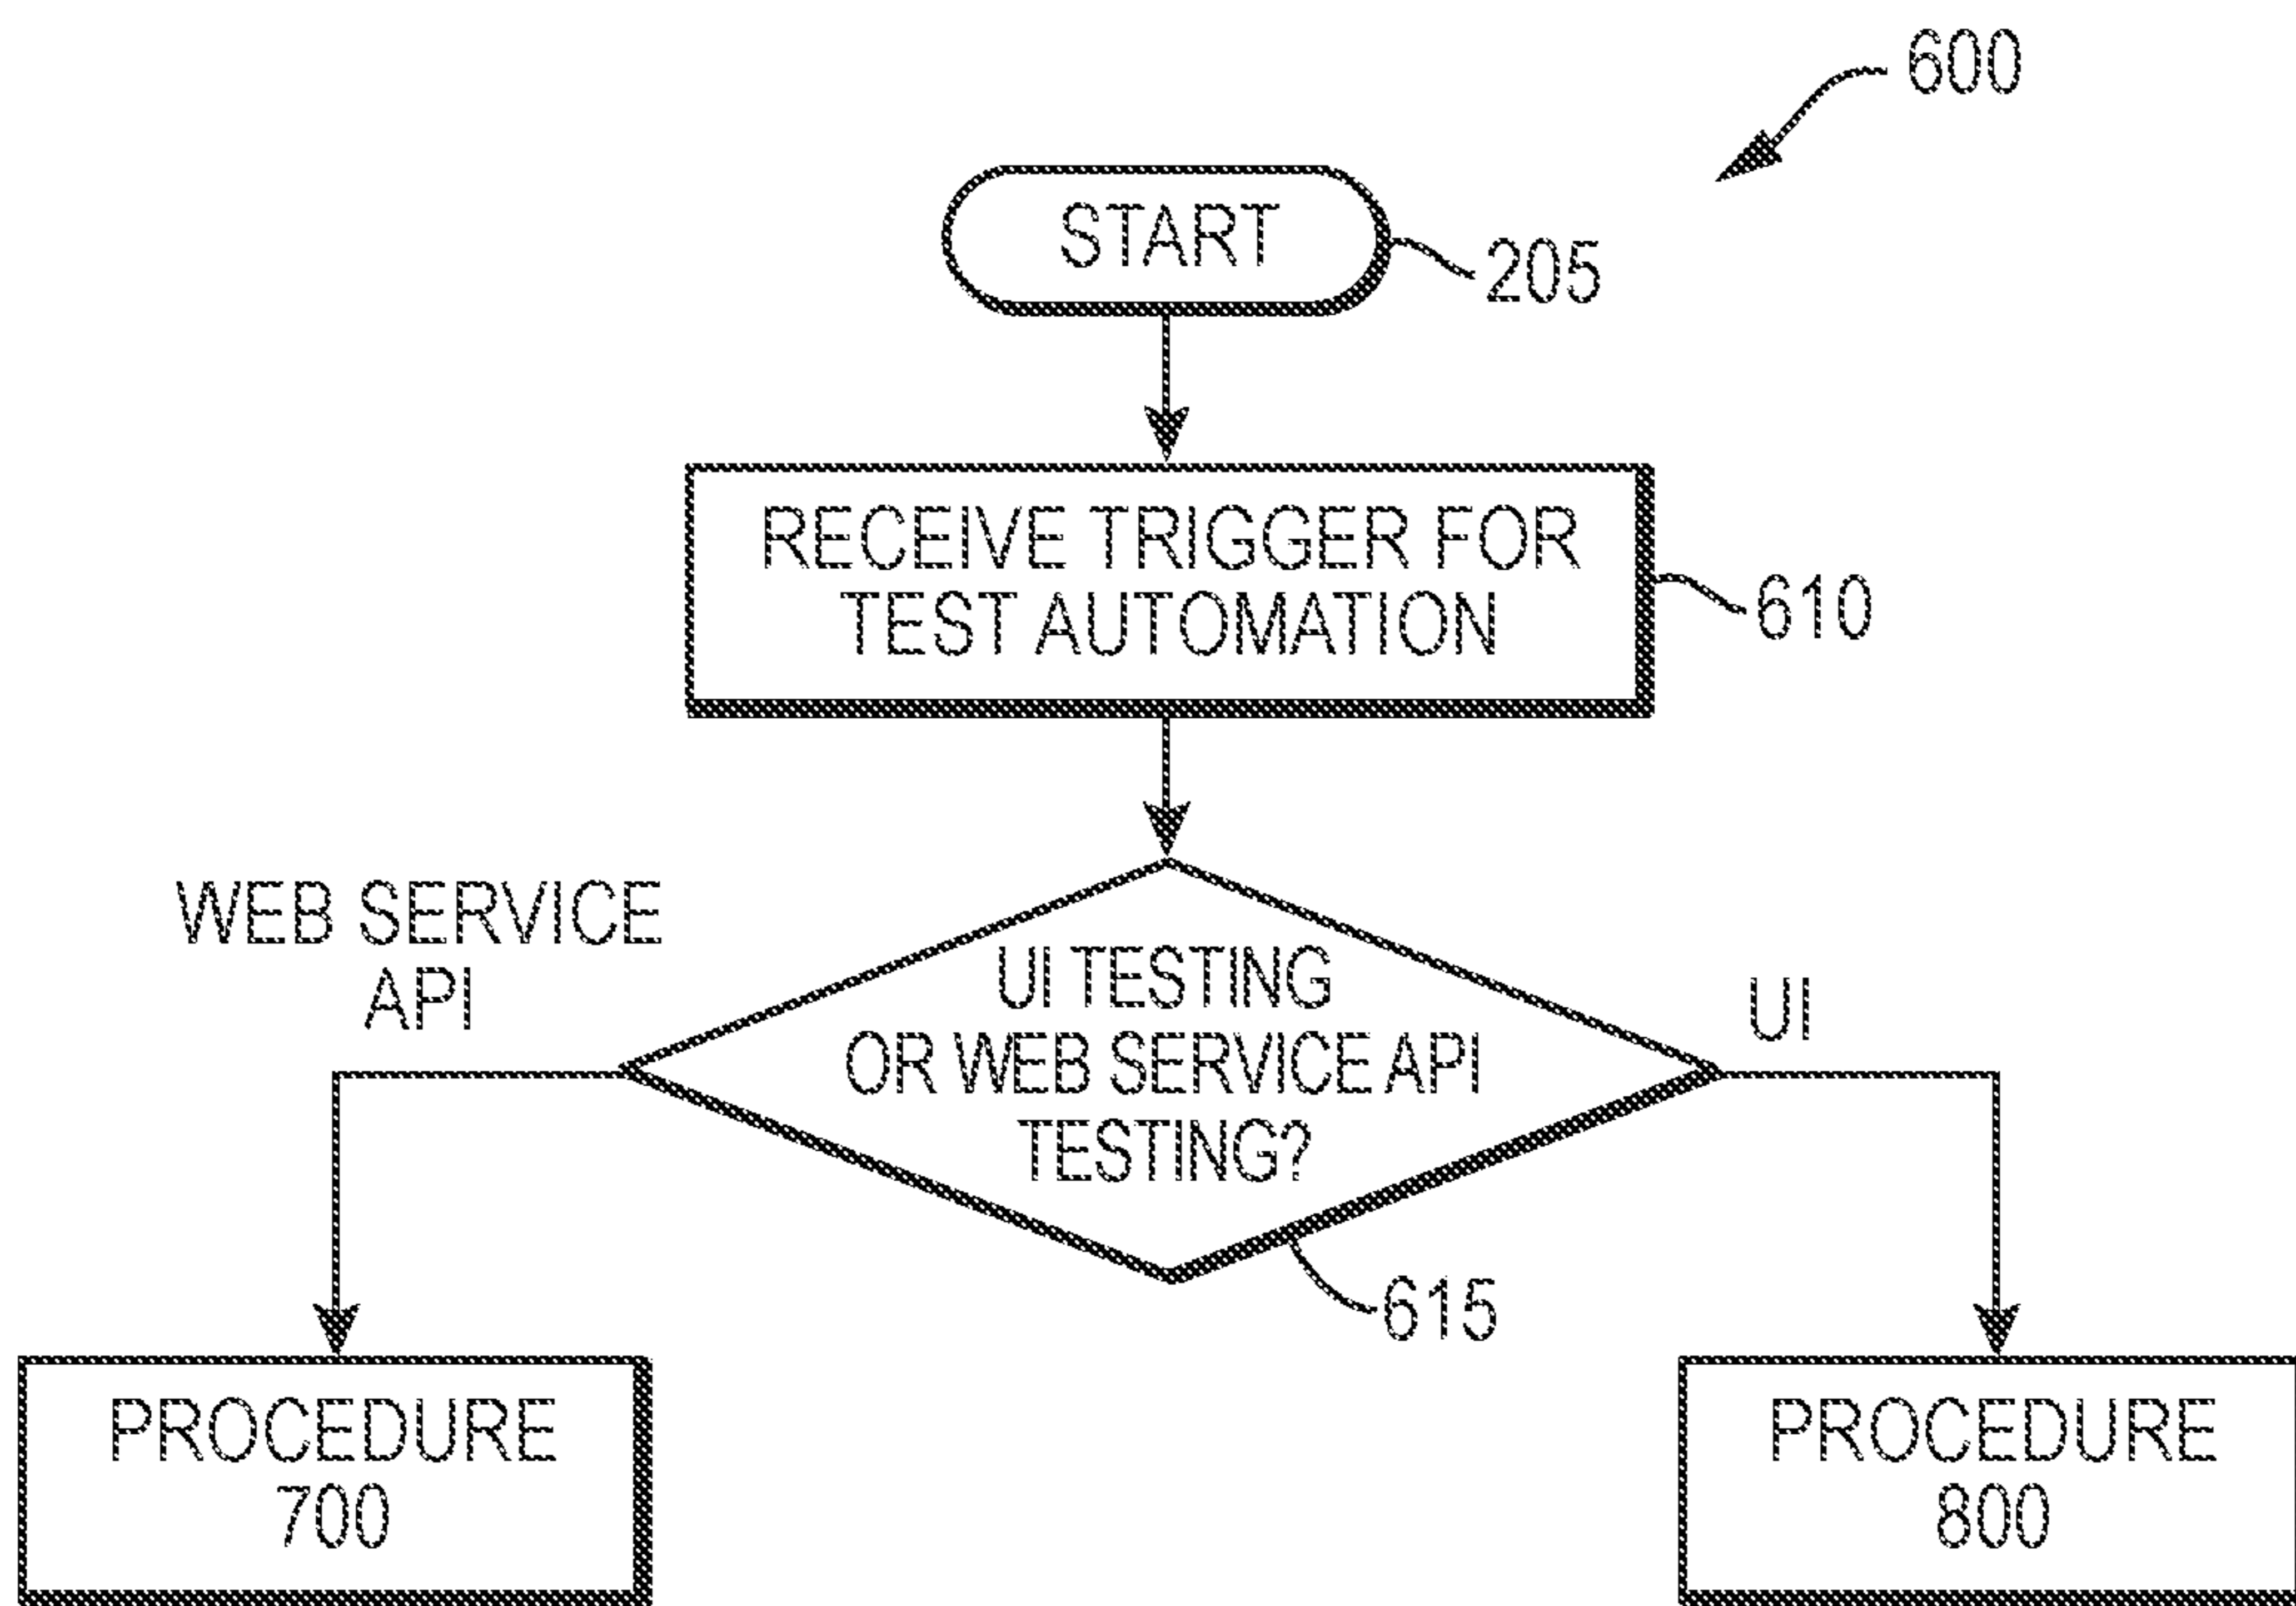 600
START
205
RECEIVE TRIGGER FOR
TEST AUTOMATION
610
WEB SERVICE
API
UI TESTING
OR WEB SERVICE API
TESTING?
UI
615
PROCEDURE
700
PROCEDURE
800